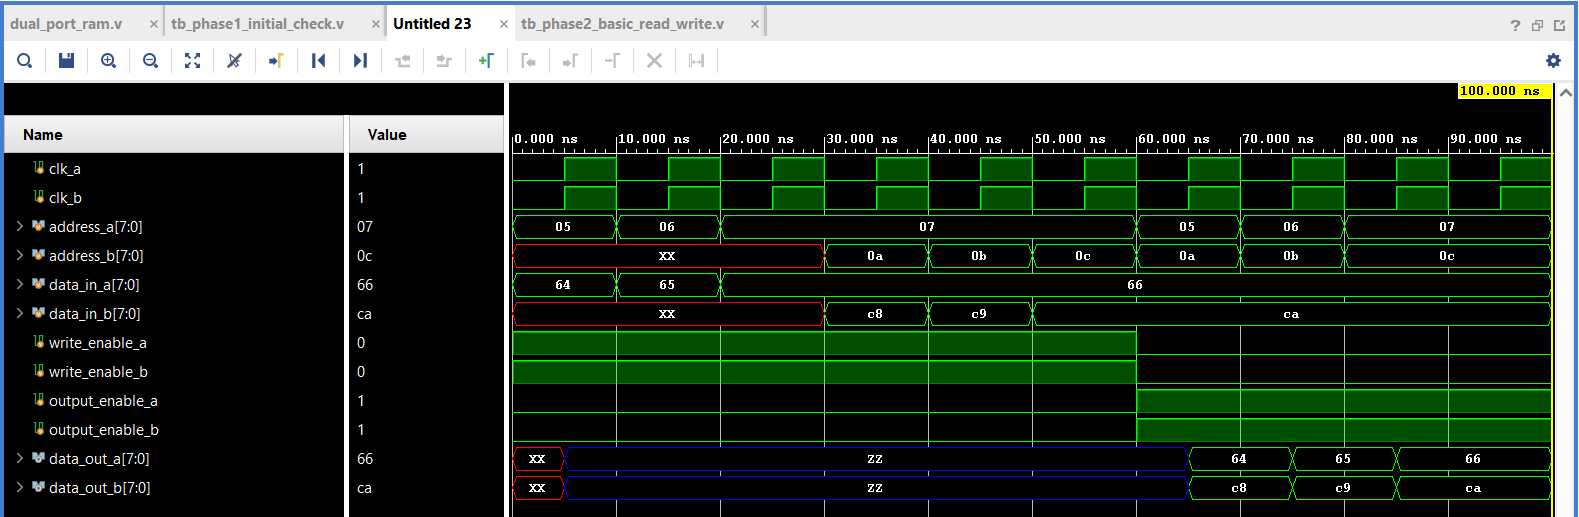 dual_port_ram.v × tb_phase1_initial_check.v × Untitled 23 × tb_phase2_basic_read_write.v ×
100.000 ns
Name Value
0.000 ns 10.000 ns 20.000 ns 30.000 ns 40.000 ns 50.000 ns 60.000 ns 70.000 ns 80.000 ns 90.000 ns
clk_a 1
clk_b 1
address_a[7:0] 07 05 06 07 05 06 07
address_b[7:0] 0c XX 0a 0b 0c 0a 0b 0c
data_in_a[7:0] 66 64 65 66
data_in_b[7:0] ca XX c8 c9 ca
write_enable_a 0
write_enable_b 0
output_enable_a 1
output_enable_b 1
data_out_a[7:0] 66 XX ZZ 64 65 66
data_out_b[7:0] ca XX ZZ c8 c9 ca